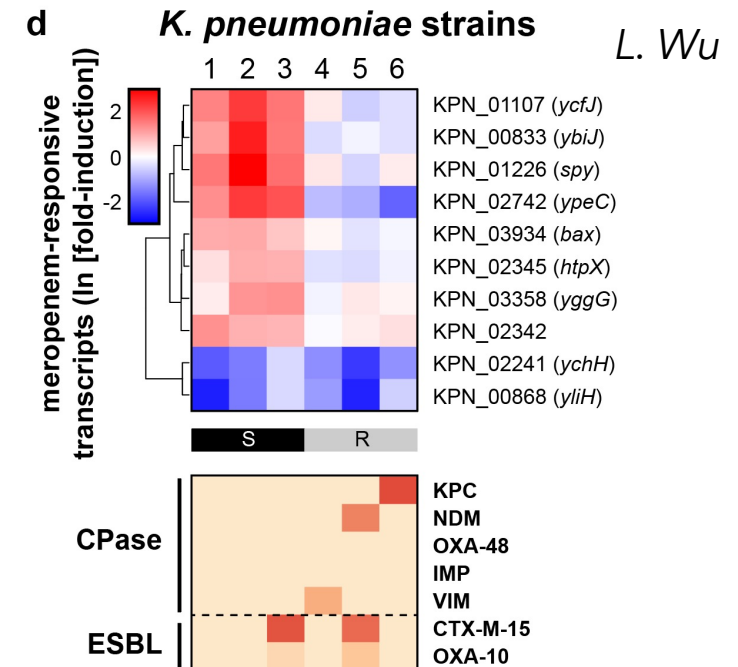 d
K. pneumoniae strains
L. Wu
1 2 3 4 5 6
meropenem-responsive
transcripts (ln [fold-induction])
2
0
-2
KPN_01107 (ycfJ)
KPN_00833 (ybiJ)
KPN_01226 (spy)
KPN_02742 (ypeC)
KPN_03934 (bax)
KPN_02345 (htpX)
KPN_03358 (yggG)
KPN_02342
KPN_02241 (ychH)
KPN_00868 (yliH)
S R
CPase
KPC
NDM
OXA-48
IMP
VIM
ESBL
CTX-M-15
OXA-10